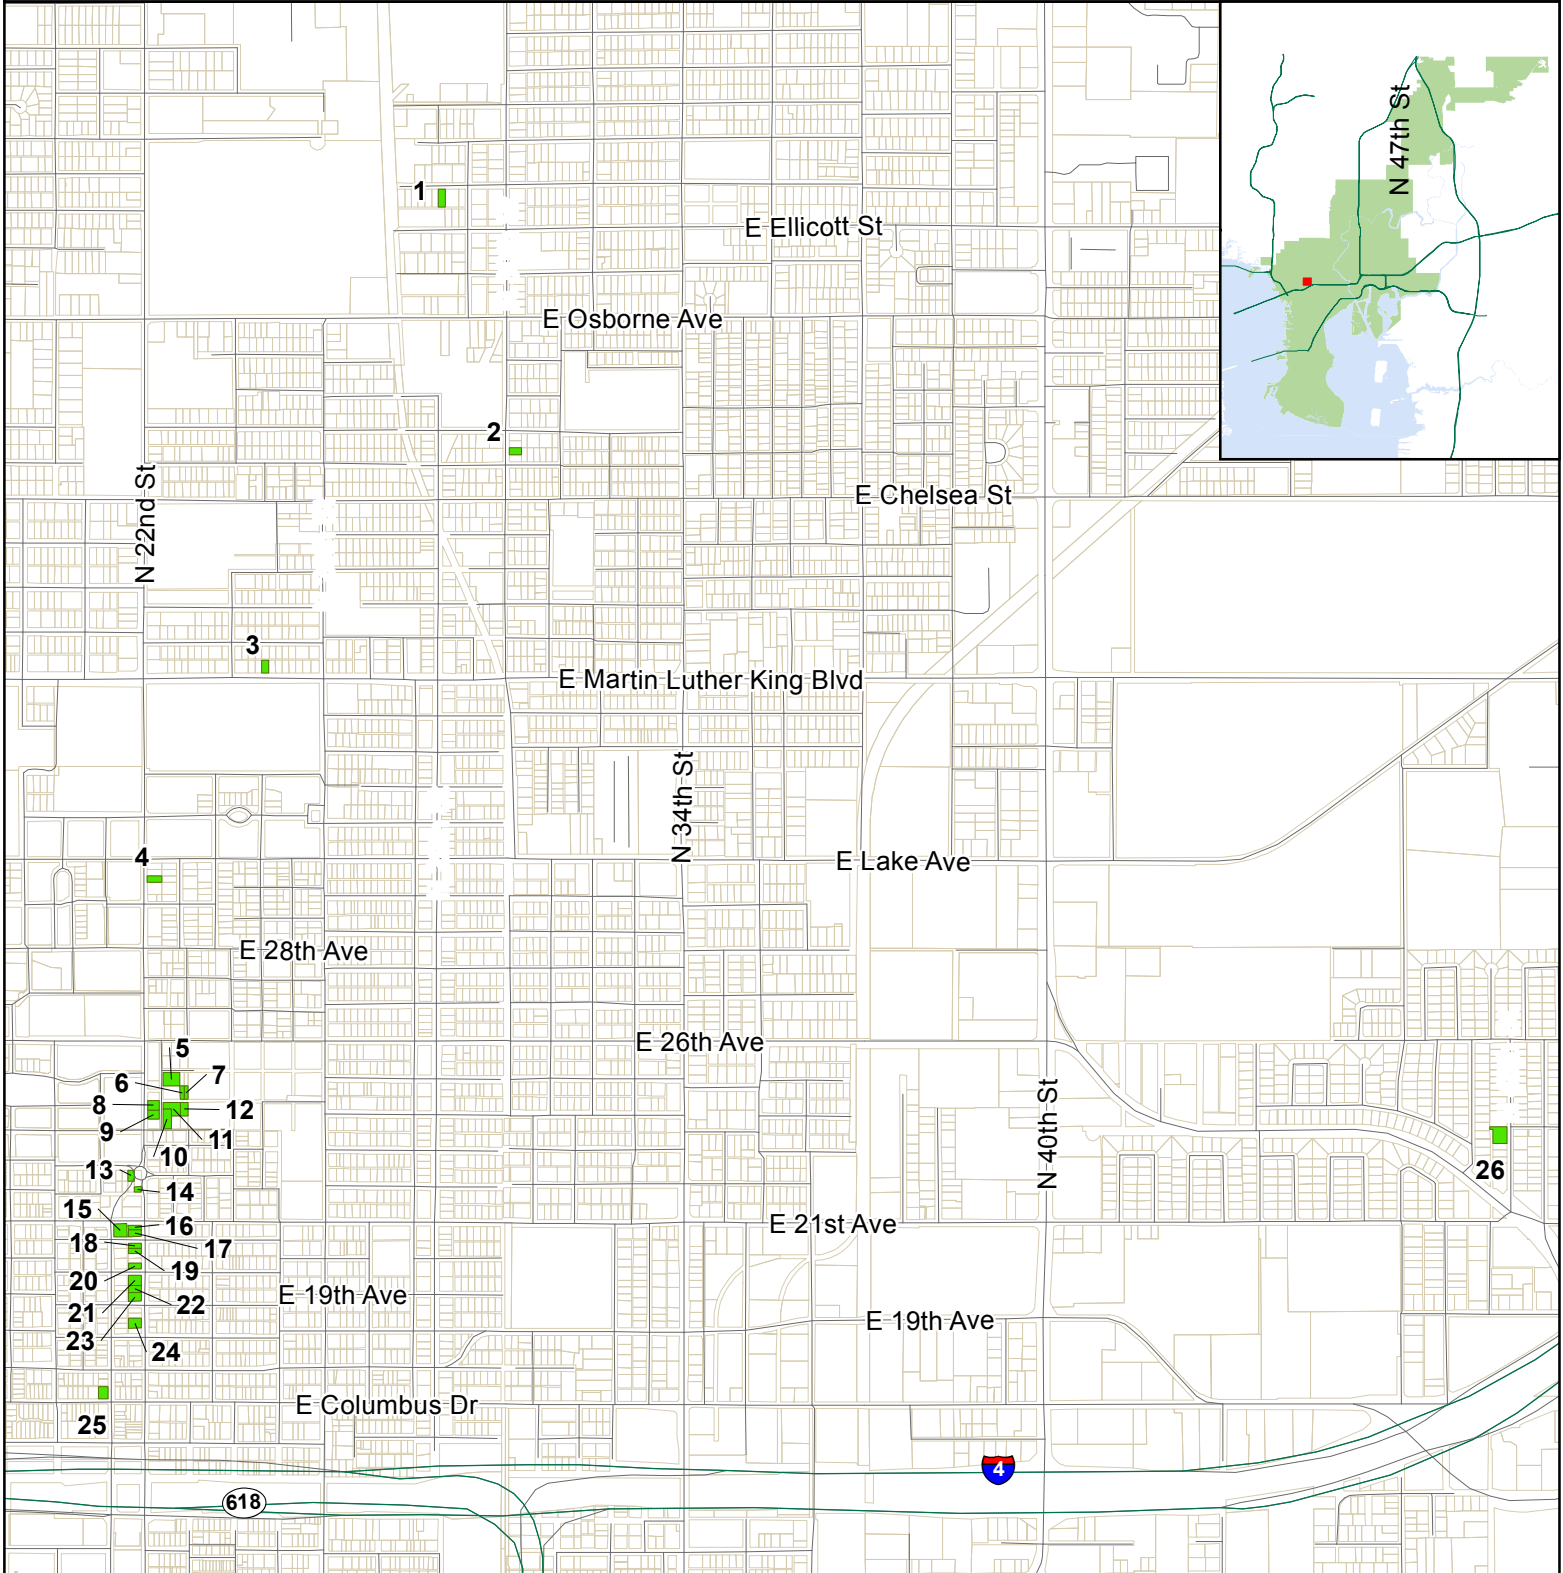 N 47th St
1
E Ellicott St
E Osborne Ave
2
N 22nd St
E Chelsea St
3
E Martin Luther King Blvd
N 34th St
4
E Lake Ave
E 28th Ave
5
E 26th Ave
6
7
8
12
9
11
10
N 40th St
13
26
14
15
16
E 21st Ave
18
17
19
20
E 19th Ave
22
21
E 19th Ave
23
24
E Columbus Dr
25
4
618